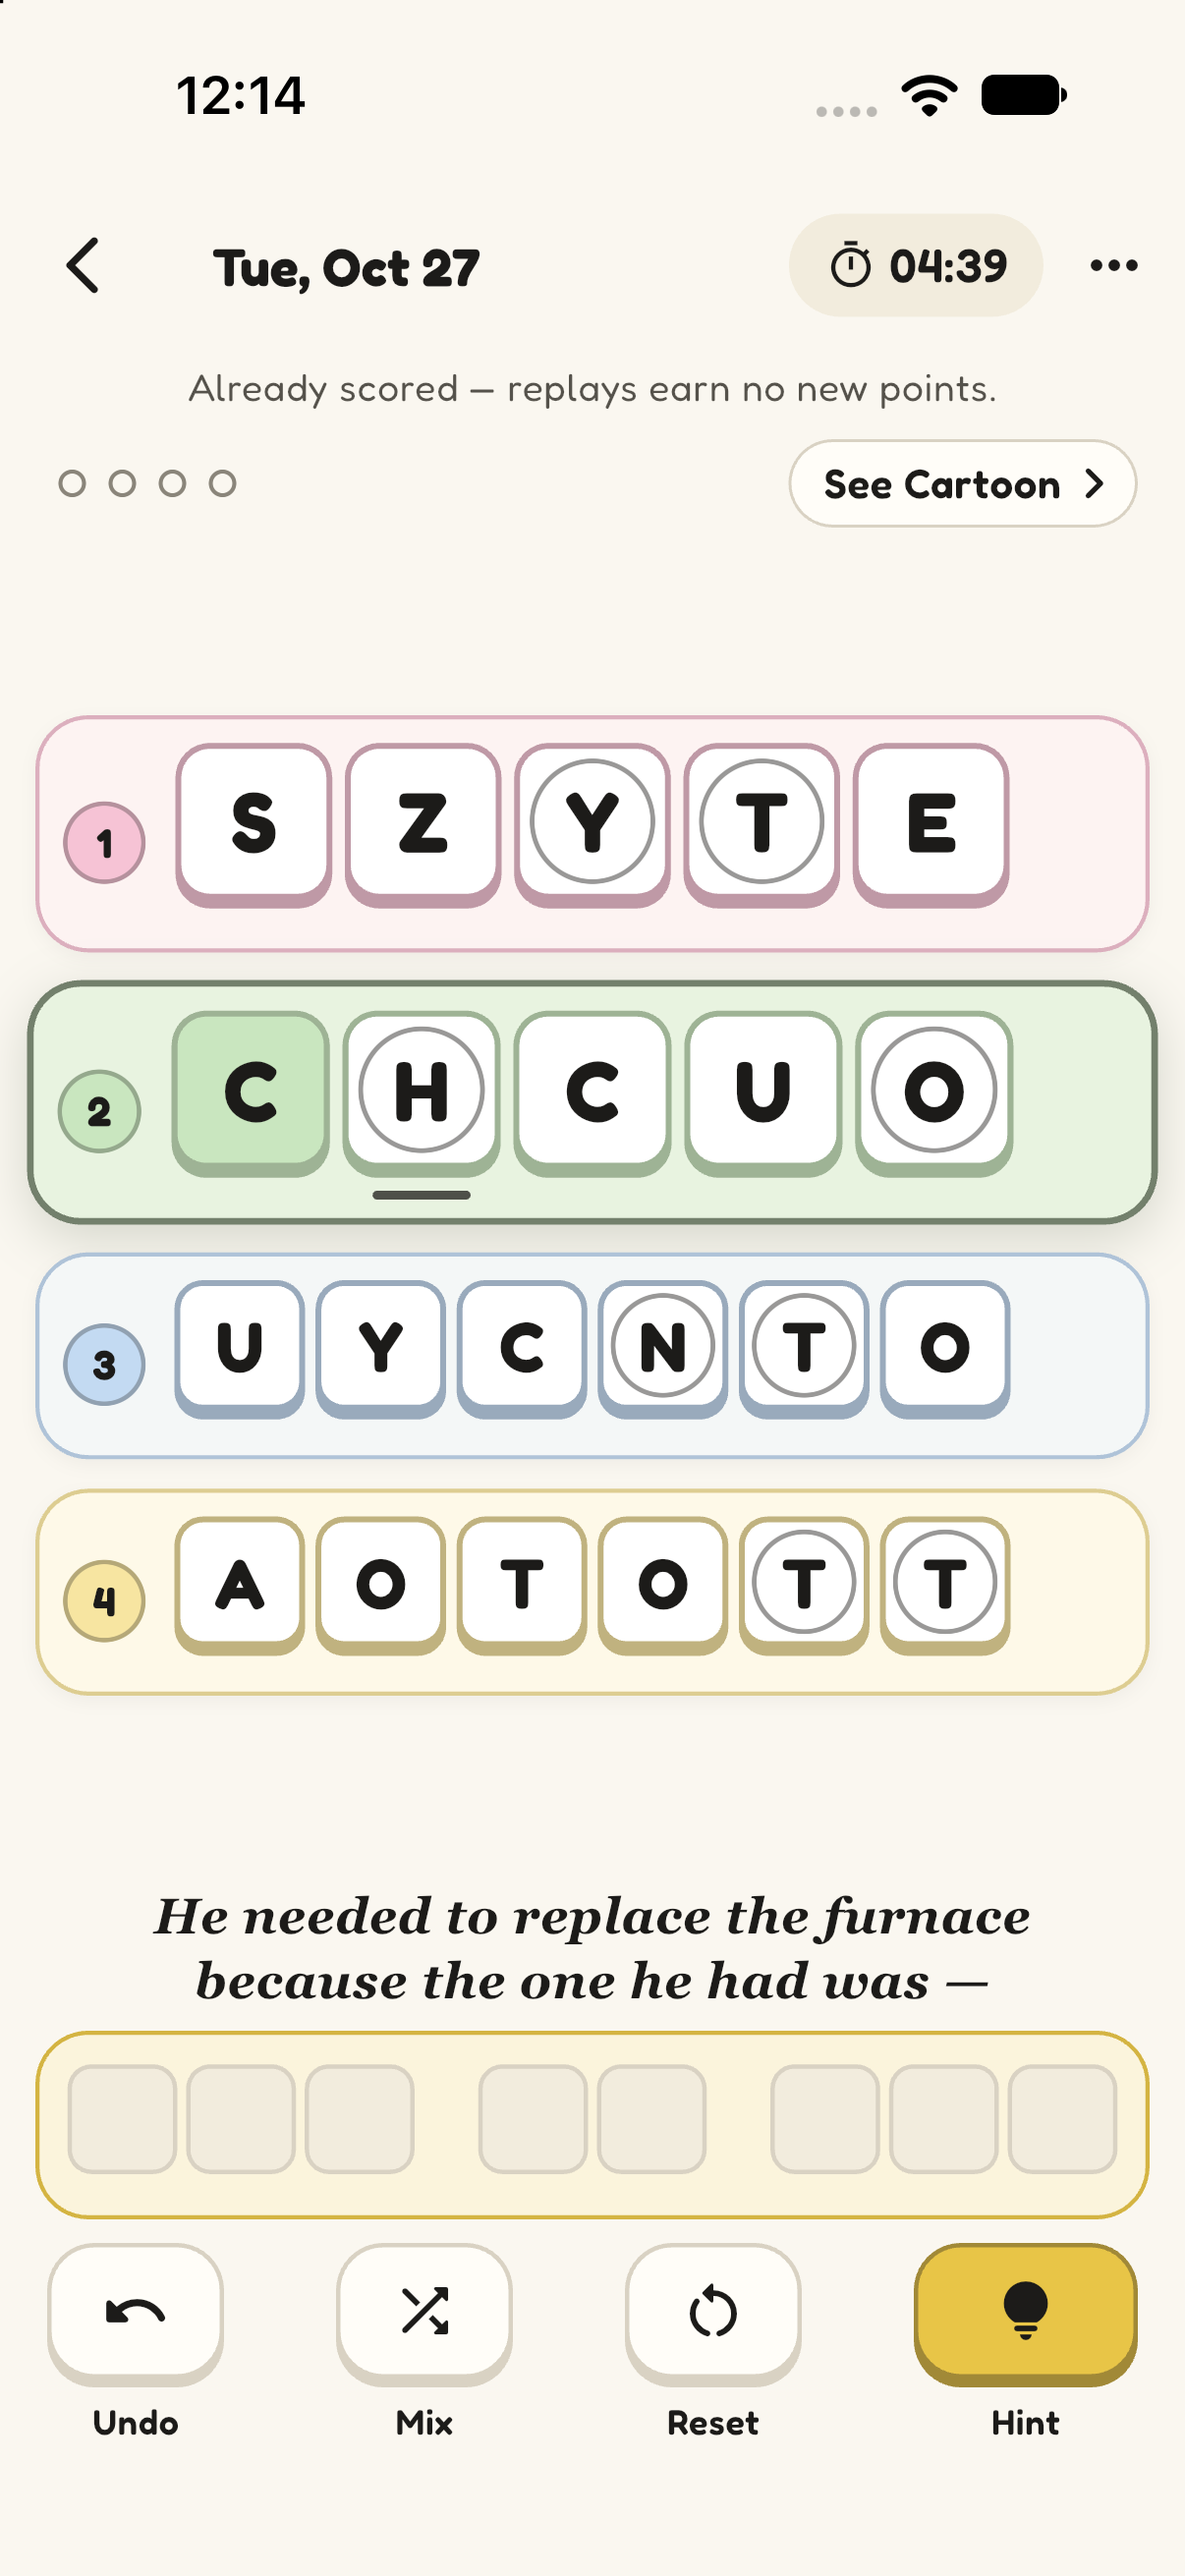 12:14
Tue, Oct 27
04:39
Already scored — replays earn no new points.
See Cartoon
1 S Z Y T E
2 C H C U O
3 U Y C N T O
4 A O T O T T
He needed to replace the furnace
because the one he had was —
Undo Mix Reset Hint